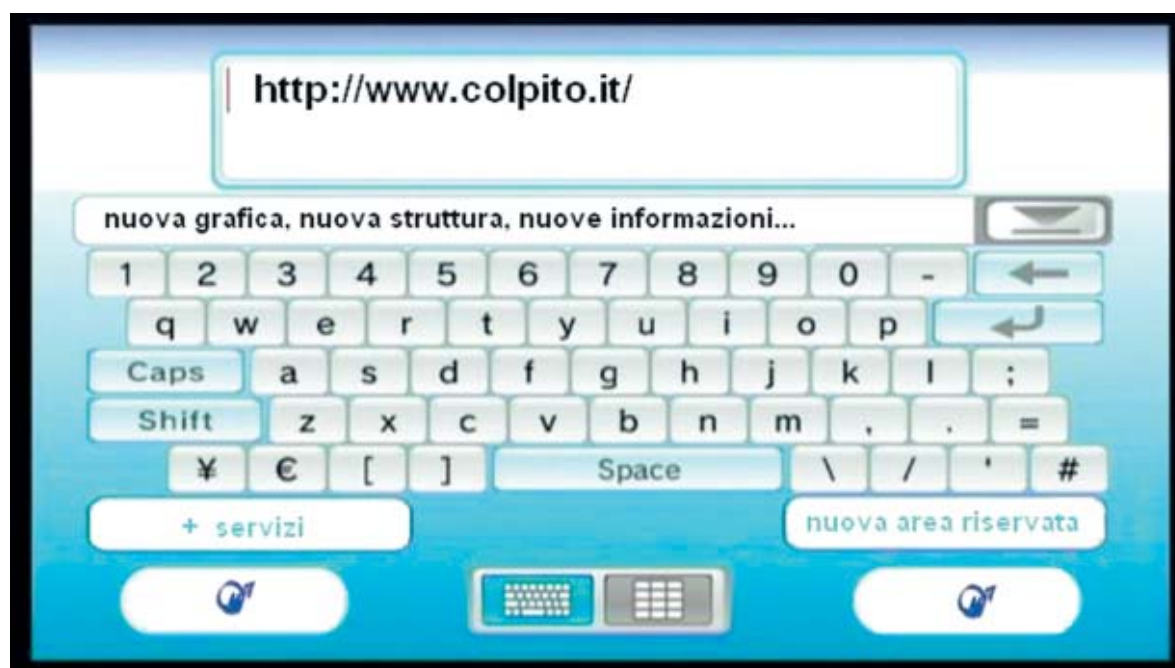 http://www.colpito.it/
nuova grafica, nuova struttura, nuove informazioni...
1 2 3 4 5 6 7 8 9 0 -
q w e r t y u i o p
Caps a s d f g h j k l ;
Shift z x c v b n m , . =
¥ € [ ] Space \ / ' #
+ servizi nuova area riservata